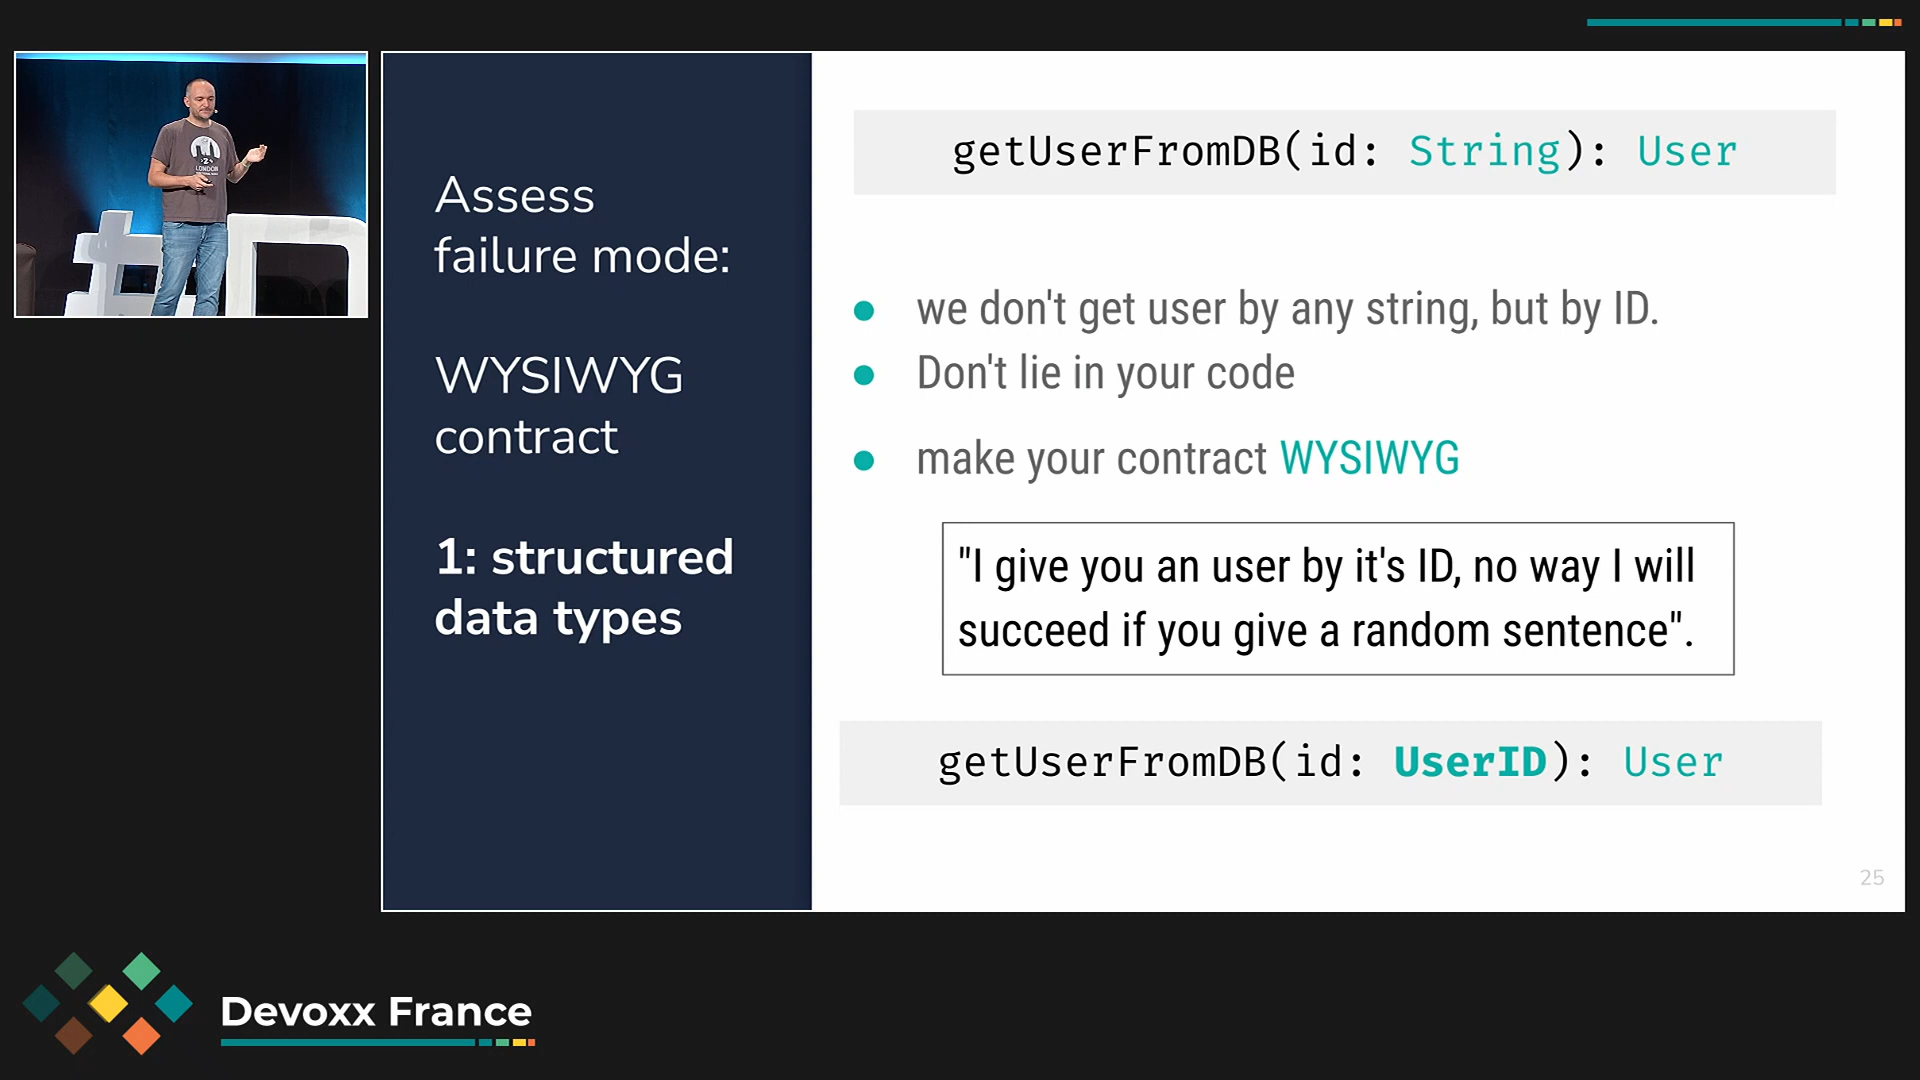 Assess
failure mode:
WYSIWYG
contract
1: structured
data types
getUserFromDB(id: String): User
we don't get user by any string, but by ID.
Don't lie in your code
make your contract WYSIWYG
"I give you an user by it's ID, no way I will
succeed if you give a random sentence".
getUserFromDB(id: UserID): User
25
LONDON
Devoxx France